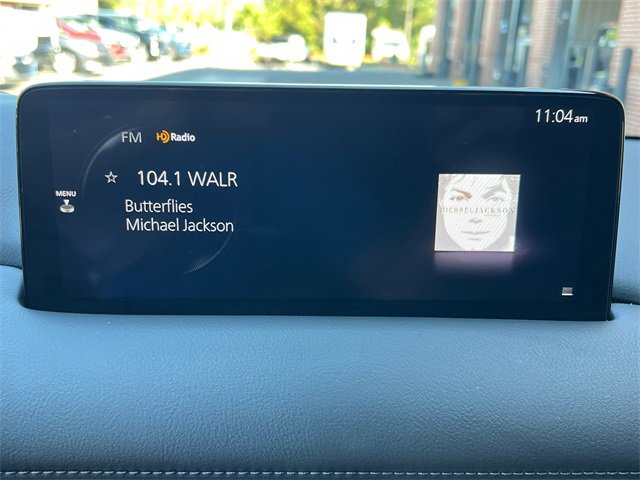 11:04am
FM HD Radio
104.1 WALR
MENU
Butterflies
Michael Jackson
MICHAEL JACKSON